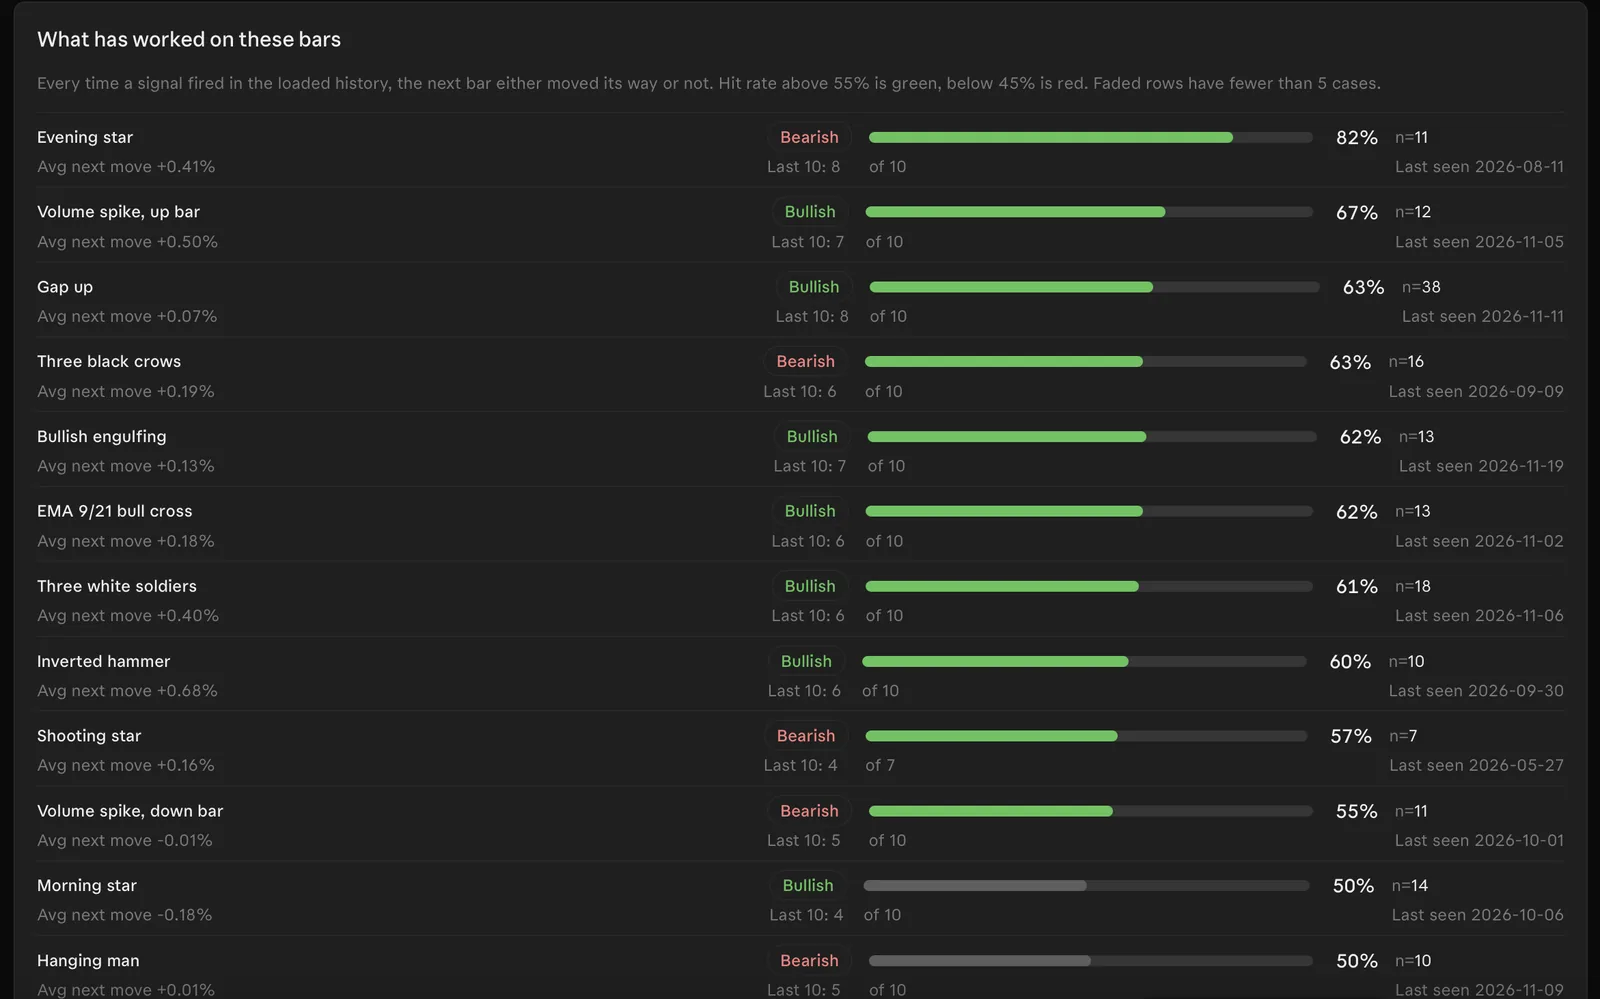 What has worked on these bars
Every time a signal fired in the loaded history, the next bar either moved its way or not. Hit rate above 55% is green, below 45% is red. Faded rows have fewer than 5 cases.
Evening star Bearish 82% n=11
Avg next move +0.41% Last 10: 8 of 10 Last seen 2026-08-11
Volume spike, up bar Bullish 67% n=12
Avg next move +0.50% Last 10: 7 of 10 Last seen 2026-11-05
Gap up Bullish 63% n=38
Avg next move +0.07% Last 10: 8 of 10 Last seen 2026-11-11
Three black crows Bearish 63% n=16
Avg next move +0.19% Last 10: 6 of 10 Last seen 2026-09-09
Bullish engulfing Bullish 62% n=13
Avg next move +0.13% Last 10: 7 of 10 Last seen 2026-11-19
EMA 9/21 bull cross Bullish 62% n=13
Avg next move +0.18% Last 10: 6 of 10 Last seen 2026-11-02
Three white soldiers Bullish 61% n=18
Avg next move +0.40% Last 10: 6 of 10 Last seen 2026-11-06
Inverted hammer Bullish 60% n=10
Avg next move +0.68% Last 10: 6 of 10 Last seen 2026-09-30
Shooting star Bearish 57% n=7
Avg next move +0.16% Last 10: 4 of 7 Last seen 2026-05-27
Volume spike, down bar Bearish 55% n=11
Avg next move -0.01% Last 10: 5 of 10 Last seen 2026-10-01
Morning star Bullish 50% n=14
Avg next move -0.18% Last 10: 4 of 10 Last seen 2026-10-06
Hanging man Bearish 50% n=10
Avg next move +0.01% Last 10: 5 of 10 Last seen 2026-11-09